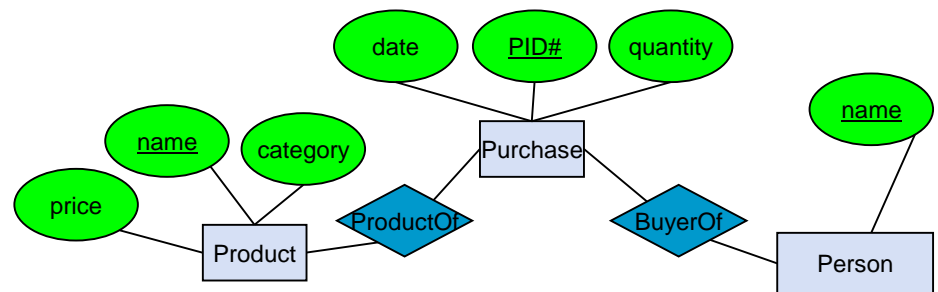 date
PID#
quantity
name
name
category
Purchase
price
ProductOf
BuyerOf
Product
Person